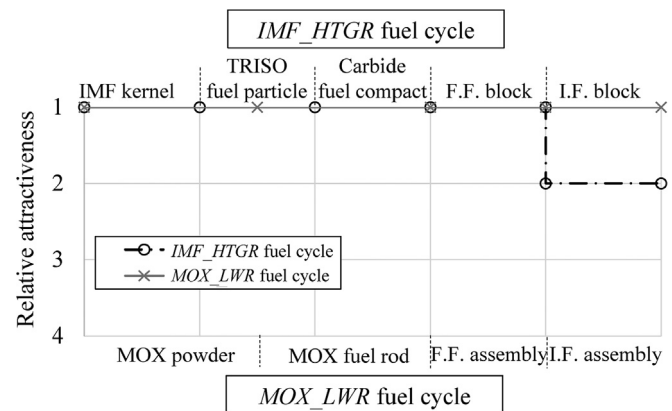 IMF_HTGR fuel cycle
TRISO
Carbide
IMF kernel fuel particle fuel compact F.F. block I.F. block
Relative attractiveness
1
2
3
4
IMF_HTGR fuel cycle
MOX_LWR fuel cycle
MOX powder MOX fuel rod F.F. assembly I.F. assembly
MOX_LWR fuel cycle